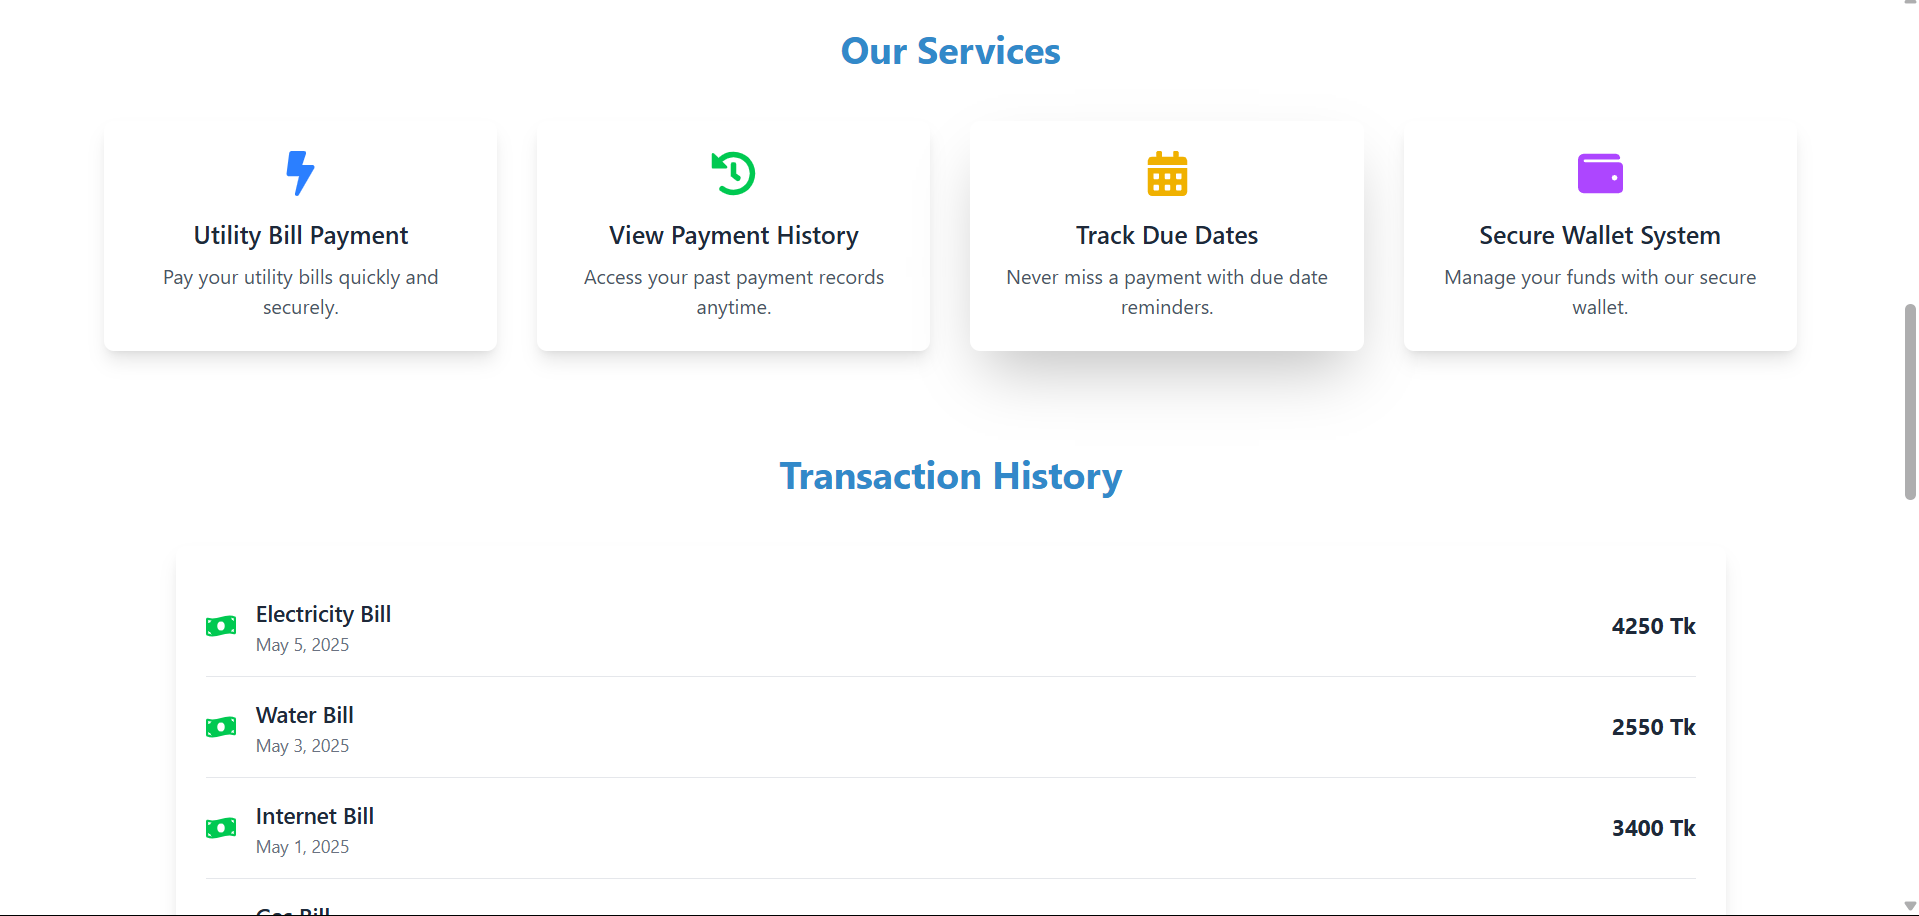 Our Services
Utility Bill Payment
Pay your utility bills quickly and
securely.
View Payment History
Access your past payment records
anytime.
Track Due Dates
Never miss a payment with due date
reminders.
Secure Wallet System
Manage your funds with our secure
wallet.
Transaction History
Electricity Bill
May 5, 2025
4250 Tk
Water Bill
May 3, 2025
2550 Tk
Internet Bill
May 1, 2025
3400 Tk